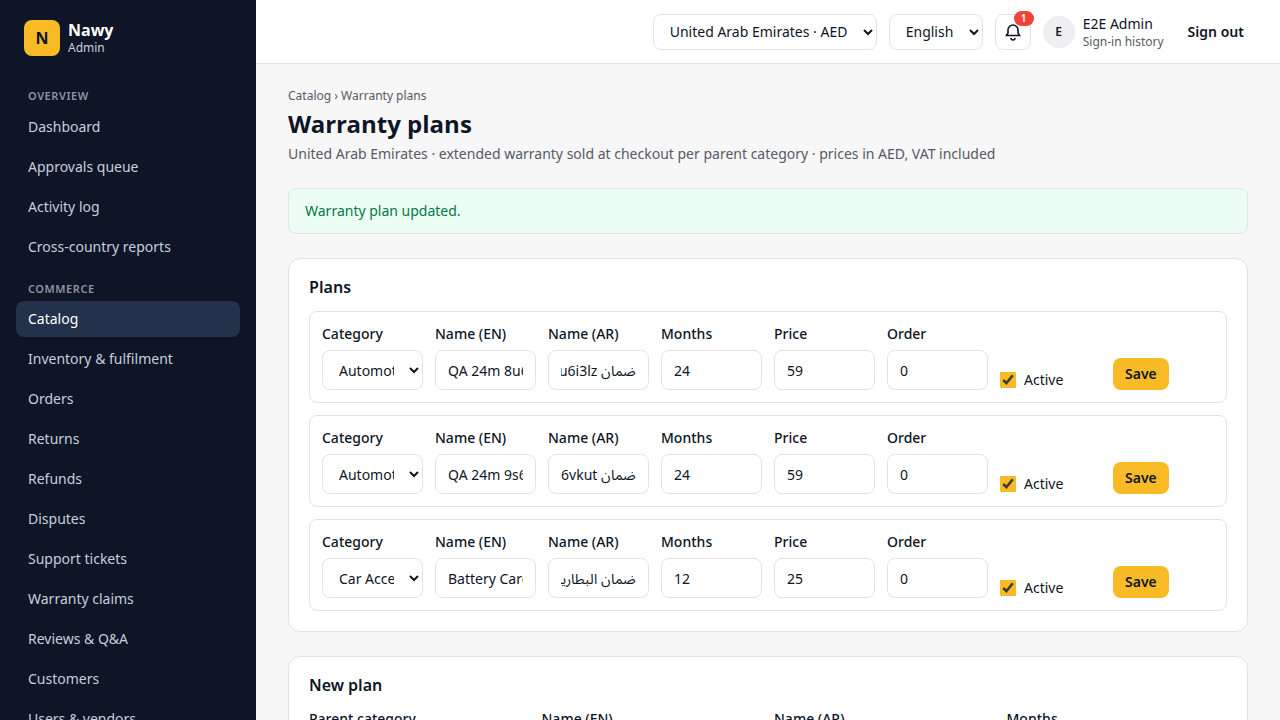 N
Nawy
Admin
United Arab Emirates · AED
English
1
E
E2E Admin
Sign-in history
Sign out
OVERVIEW
Dashboard
Approvals queue
Activity log
Cross-country reports
COMMERCE
Catalog
Inventory & fulfilment
Orders
Returns
Refunds
Disputes
Support tickets
Warranty claims
Reviews & Q&A
Customers
Users & vendors
Catalog › Warranty plans
Warranty plans
United Arab Emirates · extended warranty sold at checkout per parent category · prices in AED, VAT included
Warranty plan updated.
Plans
Category Name (EN) Name (AR) Months Price Order
Automot QA 24m 8u ضمان u6i3lz 24 59 0 Active Save
Category Name (EN) Name (AR) Months Price Order
Automot QA 24m 9s6 ضمان 6vkut 24 59 0 Active Save
Category Name (EN) Name (AR) Months Price Order
Car Acce Battery Car ضمان البطاري 12 25 0 Active Save
New plan
Parent category Name (EN) Name (AR) Months